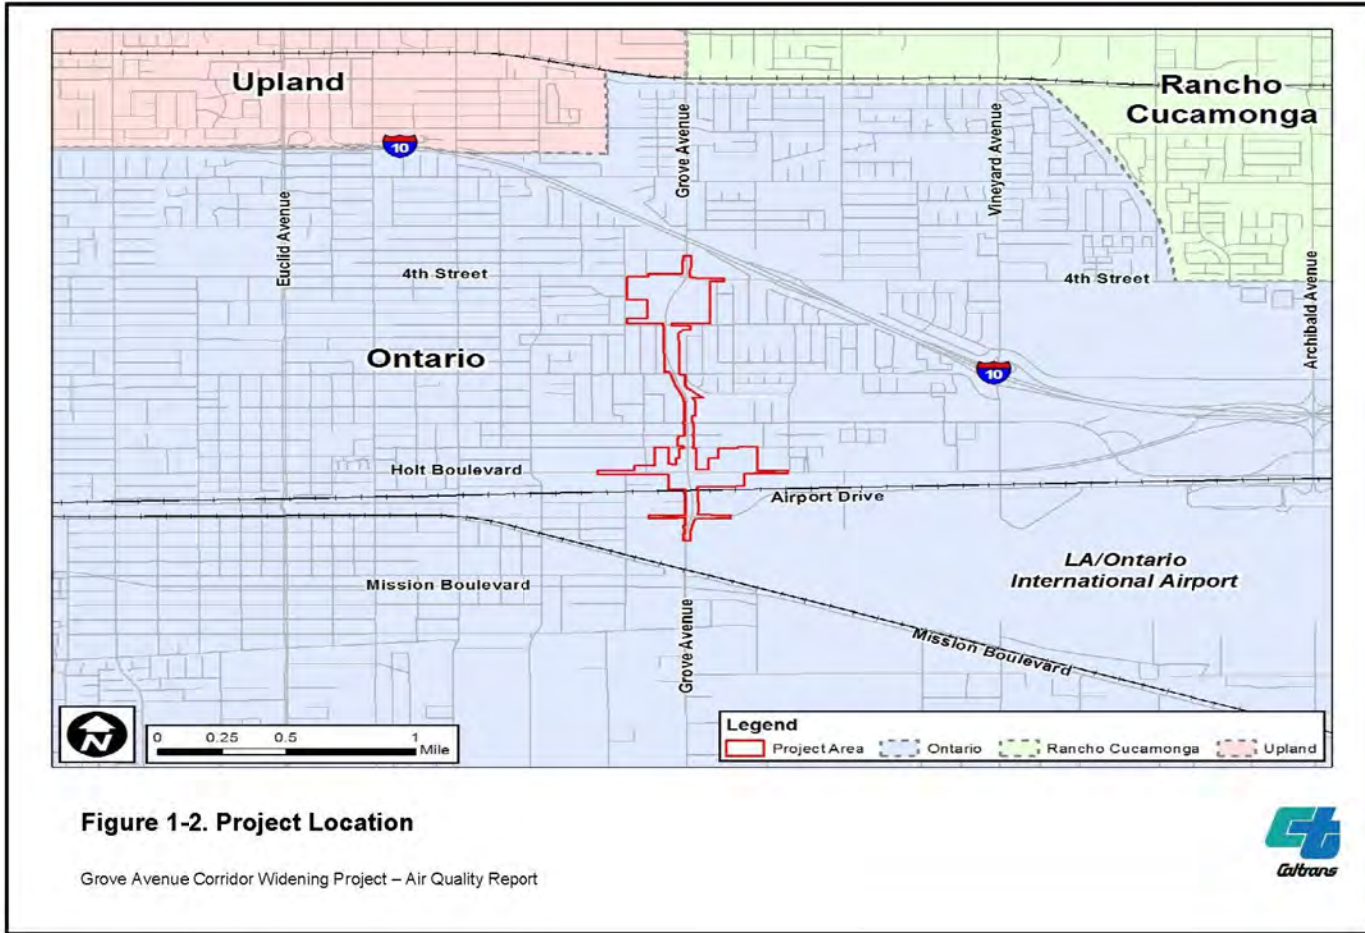 Upland
Rancho
Cucamonga
10
Grove Avenue
Vineyard Avenue
Euclid Avenue
4th Street
4th Street
Archibald Avenue
Ontario
10
Holt Boulevard
Airport Drive
LA/Ontario
International Airport
Mission Boulevard
Grove Avenue
Mission Boulevard
N
0 0.25 0.5 1
Mile
Legend
Project Area Ontario Rancho Cucamonga Upland
Figure 1-2. Project Location
Grove Avenue Corridor Widening Project – Air Quality Report
ct
Caltrans